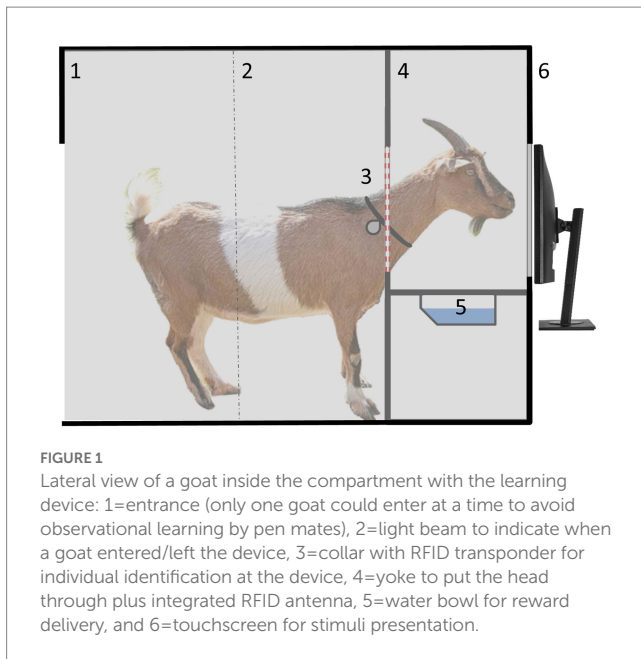 1 2 4 6
3
5
FIGURE 1
Lateral view of a goat inside the compartment with the learning
device: 1=entrance (only one goat could enter at a time to avoid
observational learning by pen mates), 2=light beam to indicate when
a goat entered/left the device, 3=collar with RFID transponder for
individual identification at the device, 4=yoke to put the head
through plus integrated RFID antenna, 5=water bowl for reward
delivery, and 6=touchscreen for stimuli presentation.